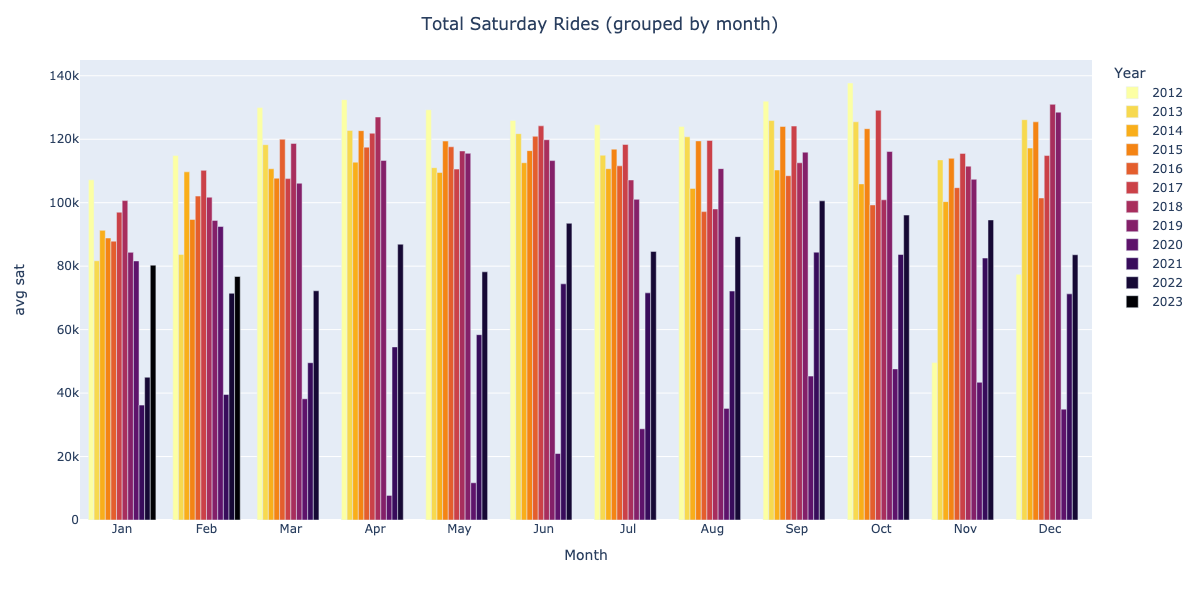 Total Saturday Rides (grouped by month)
avg sat
140k
120k
100k
80k
60k
40k
20k
0
Jan Feb Mar Apr May Jun Jul Aug Sep Oct Nov Dec
Month
Year
2012
2013
2014
2015
2016
2017
2018
2019
2020
2021
2022
2023